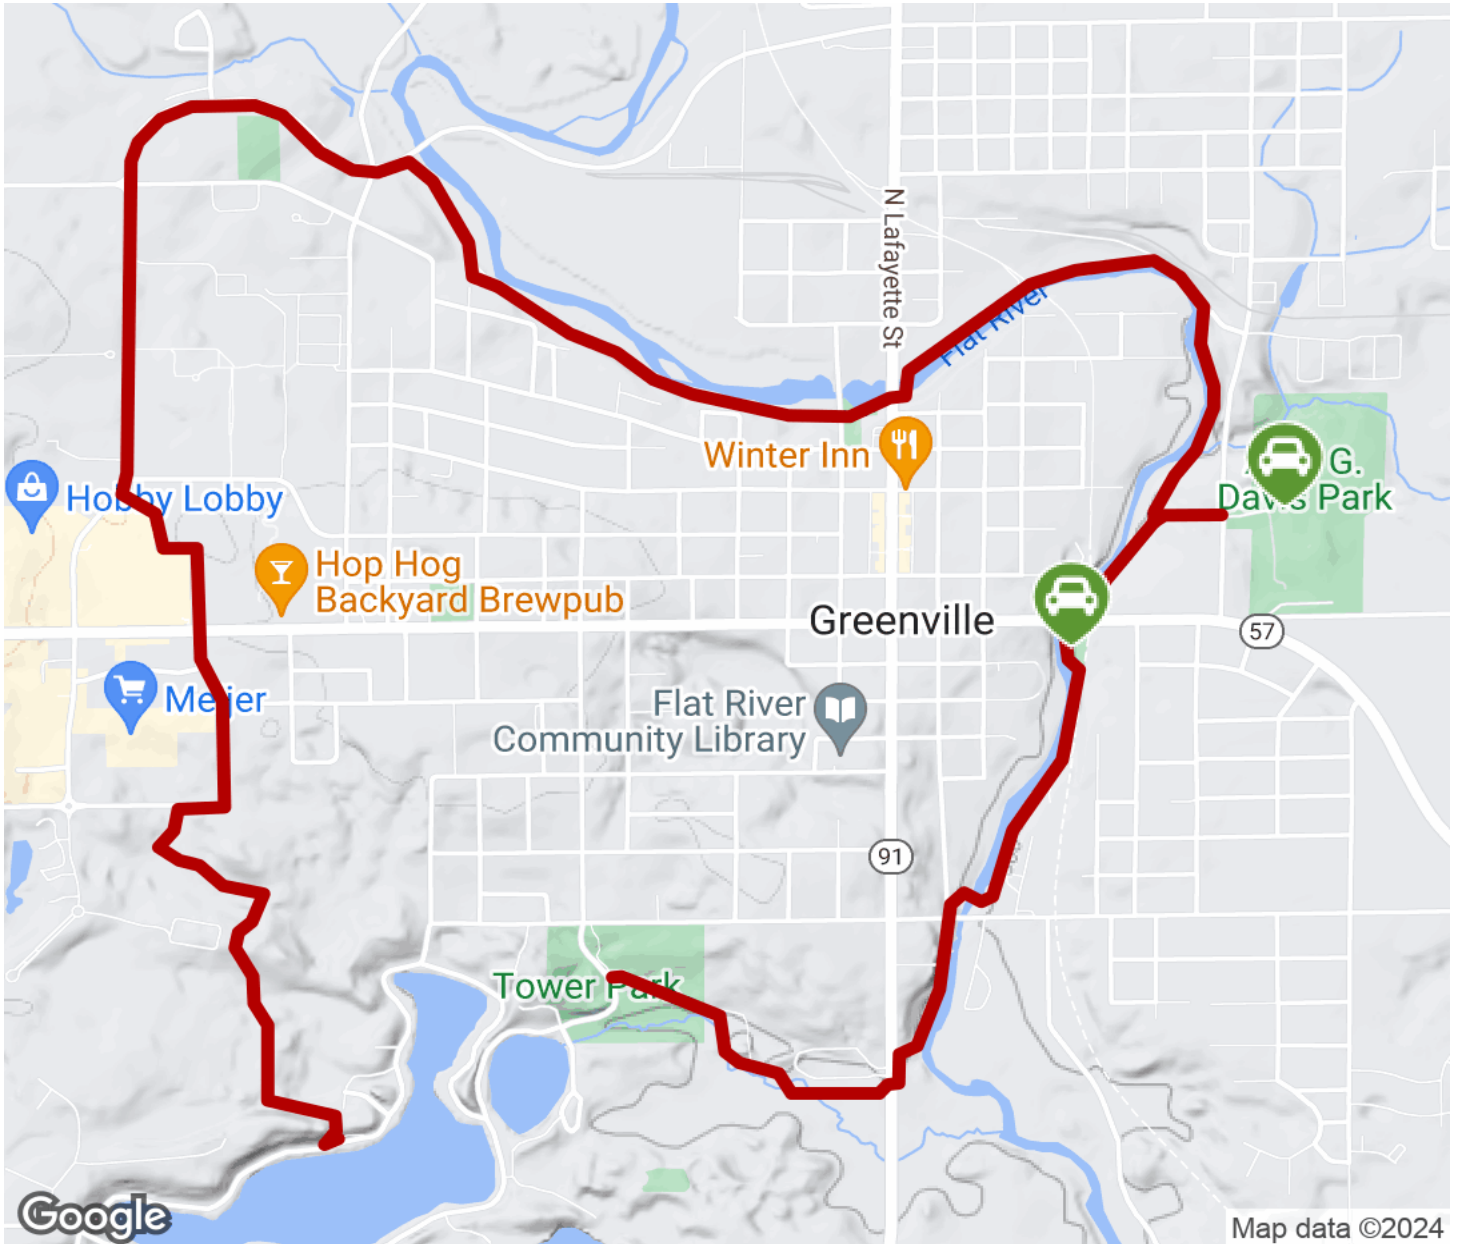 N Lafayette St
Flat River
Winter Inn
G.
Davis Park
Hobby Lobby
Hop Hog
Backyard Brewpub
Greenville
57
Meijer
Flat River
Community Library
91
Tower Park
Google
Map data ©2024